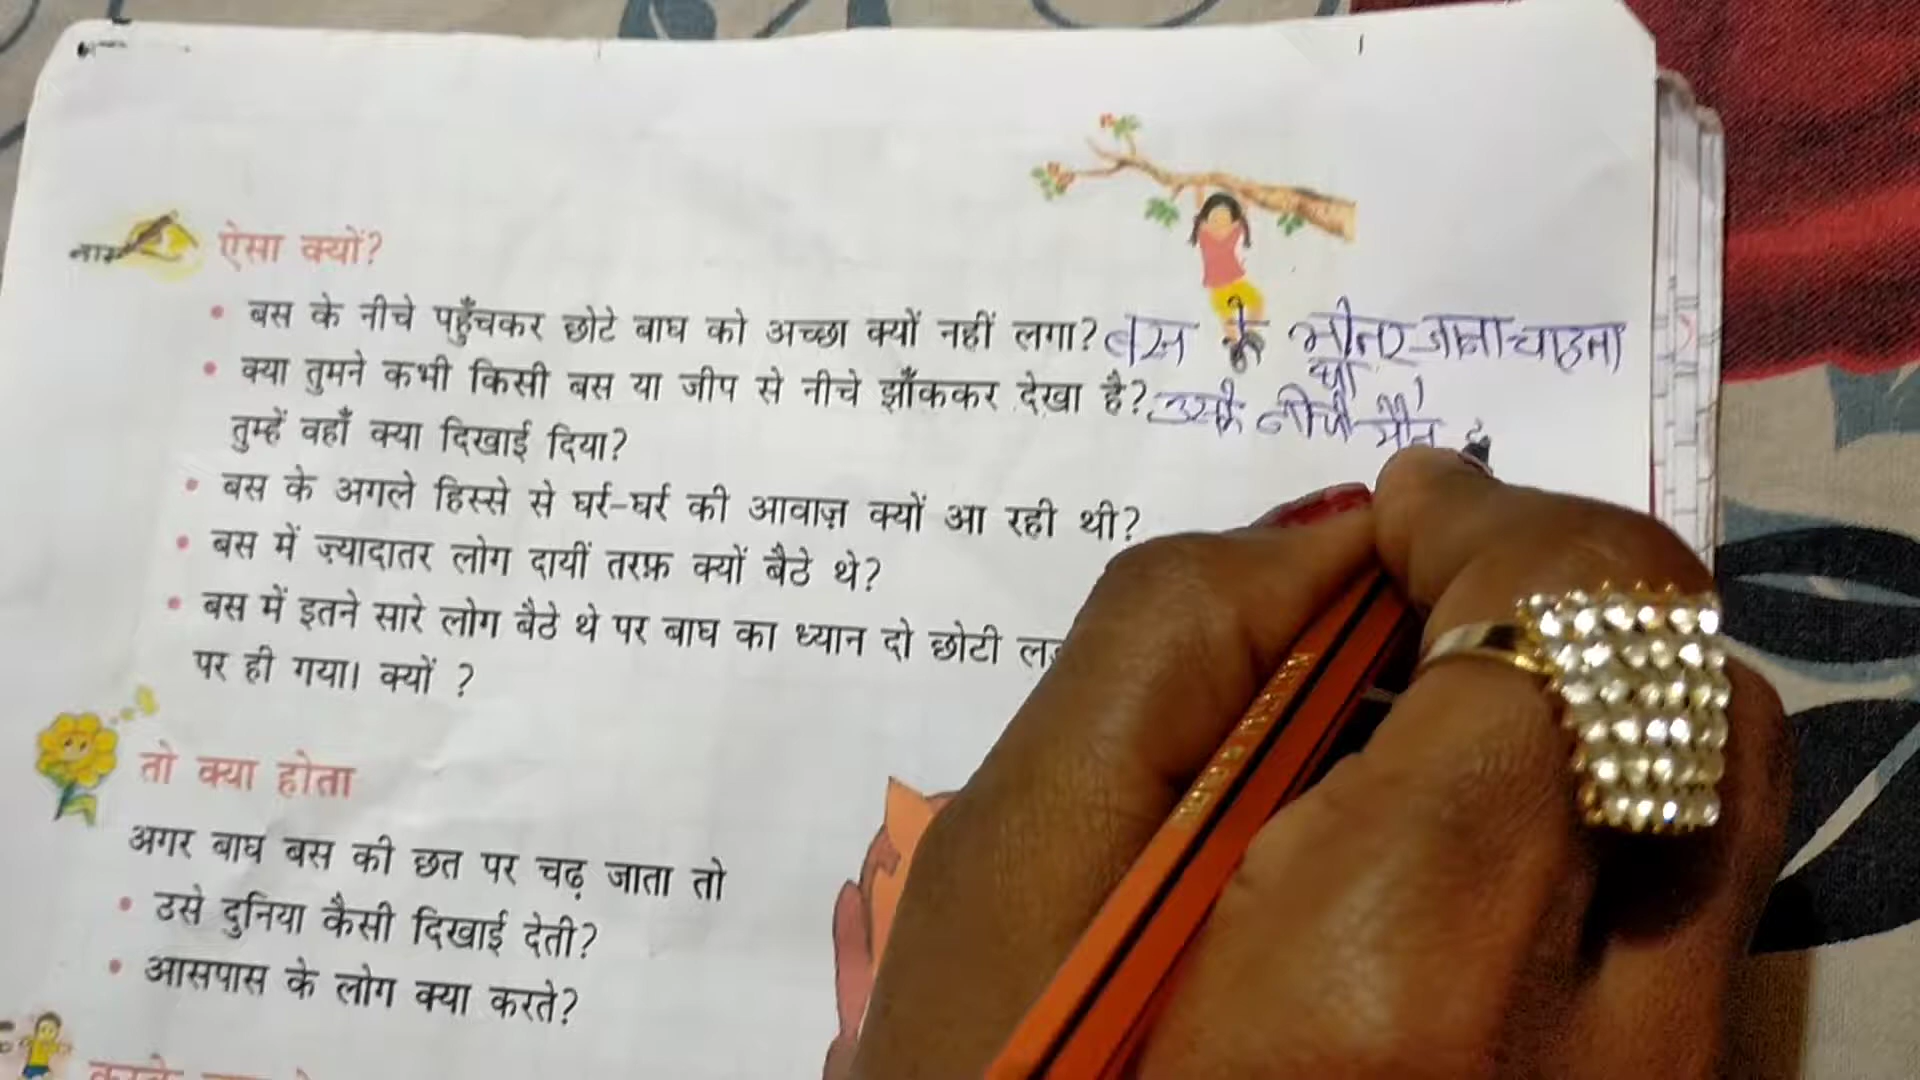 ऐसा क्यों?
बस के नीचे पहुँचकर छोटे बाघ को अच्छा क्यों नहीं लगा? बस के भीतर जाना चाहता
था
क्या तुमने कभी किसी बस या जीप से नीचे झाँककर देखा है? उसके नीचे
तुम्हें वहाँ क्या दिखाई दिया?
बस के अगले हिस्से से घर्र-घर्र की आवाज़ क्यों आ रही थी?
बस में ज़्यादातर लोग दायीं तरफ़ क्यों बैठे थे?
बस में इतने सारे लोग बैठे थे पर बाघ का ध्यान दो छोटी
पर ही गया। क्यों ?
तो क्या होता
अगर बाघ बस की छत पर चढ़ जाता तो
उसे दुनिया कैसी दिखाई देती?
आसपास के लोग क्या करते?